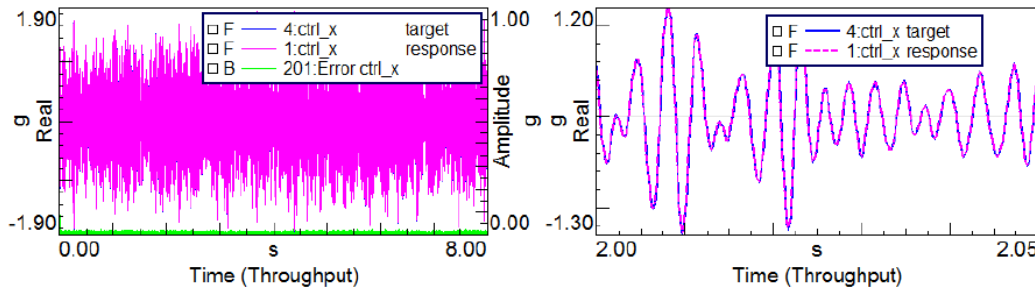 1.90
g
Real
-1.90
F 4:ctrl_x target
F 1:ctrl_x response
B 201:Error ctrl_x
1.00
Amplitude
0.00
0.00 s 8.00
Time (Throughput)
1.20
g
g
Real
-1.30
F 4:ctrl_x target
F 1:ctrl_x response
2.00 s 2.05
Time (Throughput)